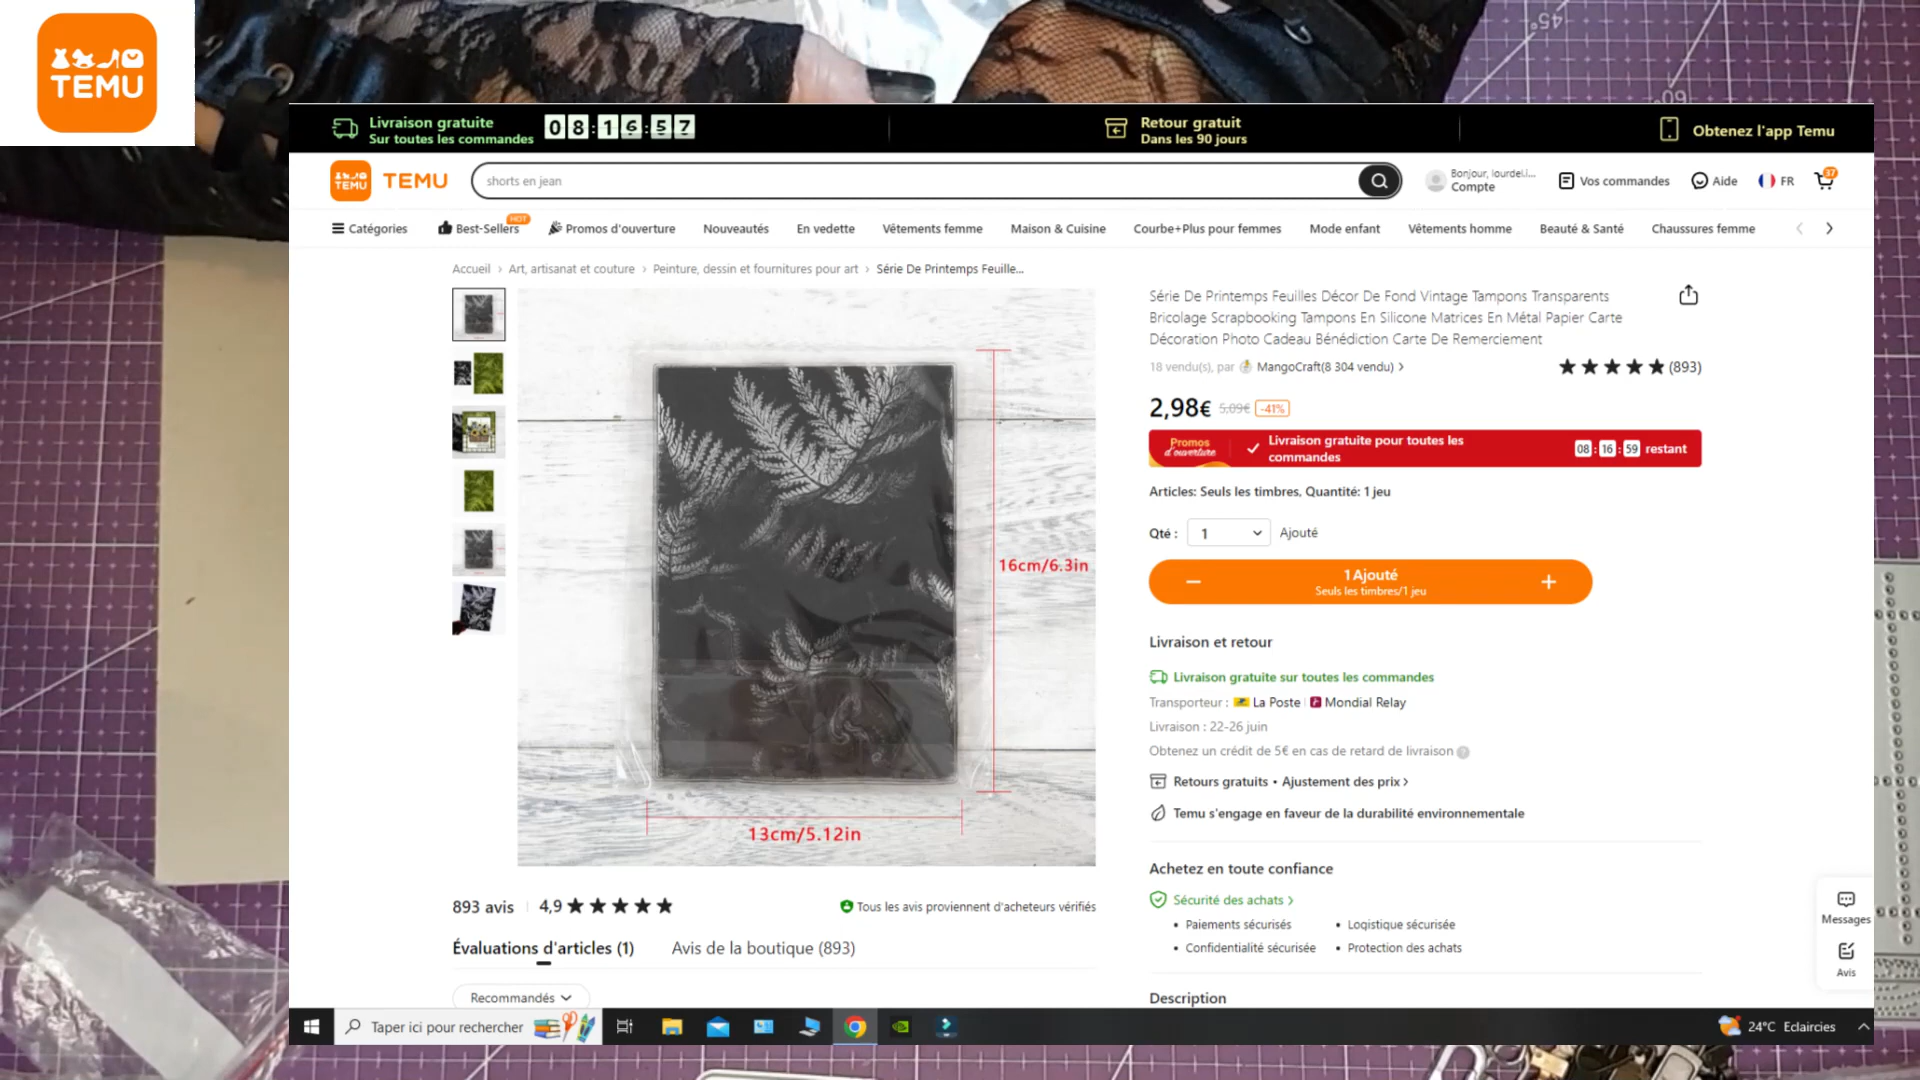 TEMU
Livraison gratuite
Sur toutes les commandes
08:16:57
Retour gratuit
Dans les 90 jours
Obtenez l'app Temu
TEMU
TEMU
shorts en jean
Bonjour, lourdel.l...
Compte
Vos commandes
Aide
FR
37
Catégories
Best-Sellers
HOT
Promos d'ouverture
Nouveautés
En vedette
Vêtements femme
Maison & Cuisine
Courbe+Plus pour femmes
Mode enfant
Vêtements homme
Beauté & Santé
Chaussures femme
Accueil › Art, artisanat et couture › Peinture, dessin et fournitures pour art › Série De Printemps Feuille...
16cm/6.3in
13cm/5.12in
Série De Printemps Feuilles Décor De Fond Vintage Tampons Transparents
Bricolage Scrapbooking Tampons En Silicone Matrices En Métal Papier Carte
Décoration Photo Cadeau Bénédiction Carte De Remerciement
18 vendu(s), par MangoCraft(8 304 vendu) ›
(893)
2,98€ 5,09€ -41%
Promos
d'ouverture
Livraison gratuite pour toutes les
commandes
08:16:59 restant
Articles: Seuls les timbres, Quantité: 1 jeu
Qté : 1 Ajouté
− 1 Ajouté +
Seuls les timbres/1 jeu
Livraison et retour
Livraison gratuite sur toutes les commandes
Transporteur : La Poste Mondial Relay
Livraison : 22-26 juin
Obtenez un crédit de 5€ en cas de retard de livraison ?
Retours gratuits • Ajustement des prix ›
Temu s'engage en faveur de la durabilité environnementale
Achetez en toute confiance
Sécurité des achats ›
• Paiements sécurisés
• Logistique sécurisée
• Confidentialité sécurisée
• Protection des achats
Description
893 avis 4,9
Tous les avis proviennent d'acheteurs vérifiés
Évaluations d'articles (1)
Avis de la boutique (893)
Recommandés
Messages
Avis
Taper ici pour rechercher
24°C Eclaircies
45°
60